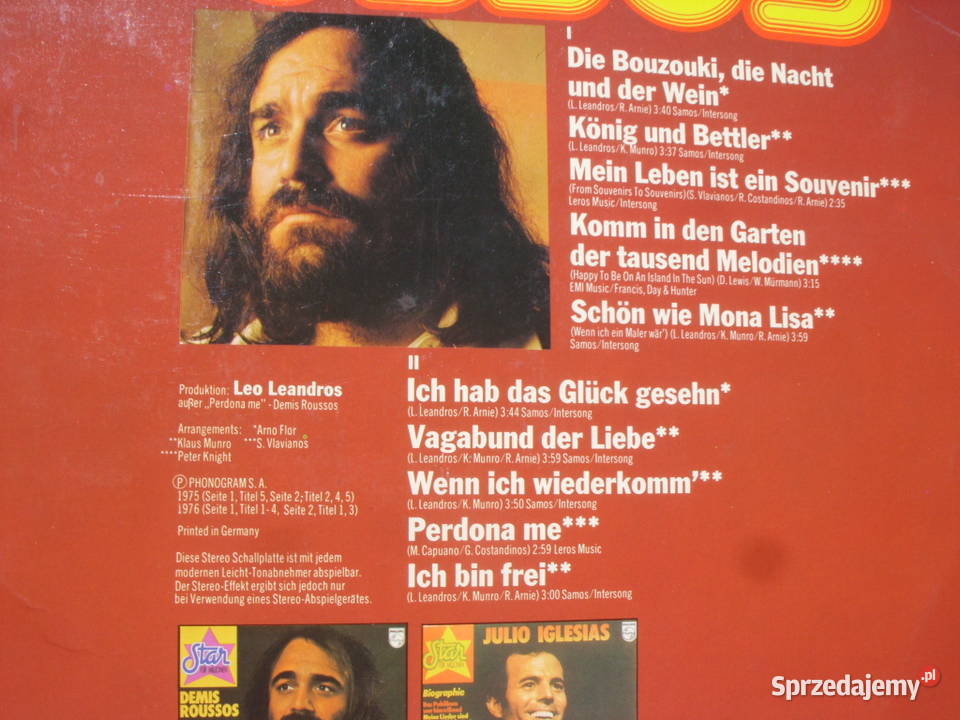 I
Die Bouzouki, die Nacht
und der Wein*
(L. Leandros/R. Arnie) 3:40 Samos/Intersong
König und Bettler**
(L. Leandros/K. Munro) 3:37 Samos/Intersong
Mein Leben ist ein Souvenir***
(From Souvenirs To Souvenirs)(S. Vlavianos/R. Costandinos/R. Arnie) 2:35
Leros Music/Intersong
Komm in den Garten
der tausend Melodien****
(Happy To Be On An Island In The Sun) (D. Lewis/W. Mürmann) 3:15
EMI Music/Francis, Day & Hunter
Schön wie Mona Lisa**
(Wenn ich ein Maler wär') (L. Leandros/K. Munro/R. Arnie) 3:59
Samos/Intersong
II
Ich hab das Glück gesehn*
(L. Leandros/R. Arnie) 3:44 Samos/Intersong
Vagabund der Liebe**
(L. Leandros/K. Munro/R. Arnie) 3:59 Samos/Intersong
Wenn ich wiederkomm'**
(L. Leandros/K. Munro) 3:50 Samos/Intersong
Perdona me***
(M. Capuano/G. Costandinos) 2:59 Leros Music
Ich bin frei**
(L. Leandros/K. Munro/R. Arnie) 3:00 Samos/Intersong
Produktion: Leo Leandros
außer „Perdona me" - Demis Roussos
Arrangements: *Arno Flor
**Klaus Munro ***S. Vlavianos
****Peter Knight
Ⓟ PHONOGRAM S. A.
1975 (Seite 1, Titel 5, Seite 2; Titel 2, 4, 5)
1976 (Seite 1, Titel 1-4, Seite 2, Titel 1, 3)
Printed in Germany
Diese Stereo Schallplatte ist mit jedem
modernen Leicht-Tonabnehmer abspielbar.
Der Stereo-Effekt ergibt sich jedoch nur
bei Verwendung eines Stereo-Abspielgerätes.
Star
DEMIS
ROUSSOS
PHILIPS
Star
JULIO IGLESIAS
PHILIPS
Biographie
Sprzedajemy.pl